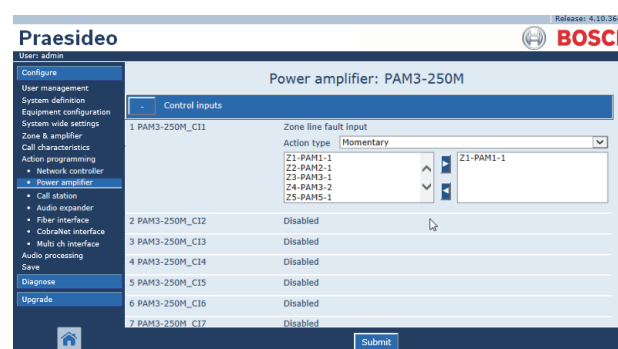 Release: 4.10.36
Praesideo
BOSCH
User: admin
Configure
User management
System definition
Equipment configuration
System wide settings
Zone & amplifier
Call characteristics
Action programming
• Network controller
• Power amplifier
• Call station
• Audio expander
• Fiber interface
• CobraNet interface
• Multi ch interface
Audio processing
Save
Diagnose
Upgrade
Power amplifier: PAM3-250M
- Control inputs
1 PAM3-250M_CI1 Zone line fault input
Action type Momentary
Z1-PAM1-1 Z1-PAM1-1
Z2-PAM2-1
Z3-PAM3-1
Z4-PAM3-2
Z5-PAM5-1
2 PAM3-250M_CI2 Disabled
3 PAM3-250M_CI3 Disabled
4 PAM3-250M_CI4 Disabled
5 PAM3-250M_CI5 Disabled
6 PAM3-250M_CI6 Disabled
7 PAM3-250M_CI7 Disabled
Submit